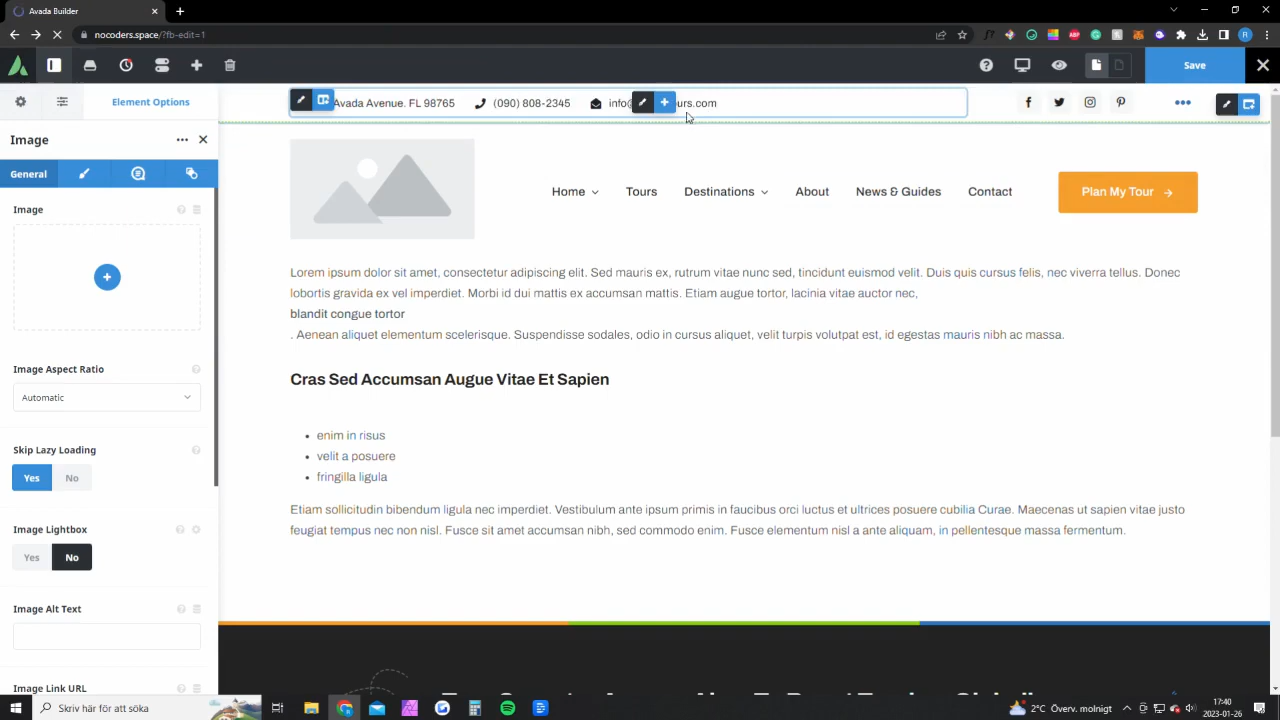 Avada Builder
nocoders.space/?fb-edit=1
Save
Element Options
Avada Avenue. FL 98765
(090) 808-2345
Image
General
Image
Home
Tours
Destinations
About
News & Guides
Contact
Plan My Tour
Lorem ipsum dolor sit amet, consectetur adipiscing elit. Sed mauris ex, rutrum vitae nunc sed, tincidunt euismod velit. Duis quis cursus felis, nec viverra tellus. Donec
lobortis gravida ex vel imperdiet. Morbi id dui mattis ex accumsan mattis. Etiam augue tortor, lacinia vitae auctor nec,
blandit congue tortor
. Aenean aliquet elementum scelerisque. Suspendisse sodales, odio in cursus aliquet, velit turpis volutpat est, id egestas mauris nibh ac massa.
Image Aspect Ratio
Automatic
Cras Sed Accumsan Augue Vitae Et Sapien
Skip Lazy Loading
Yes
No
enim in risus
velit a posuere
fringilla ligula
Image Lightbox
Yes
No
Etiam sollicitudin bibendum ligula nec imperdiet. Vestibulum ante ipsum primis in faucibus orci luctus et ultrices posuere cubilia Curae. Maecenas ut sapien vitae justo
feugiat tempus nec non nisl. Fusce sit amet accumsan nibh, sed commodo enim. Fusce elementum nisl a ante aliquam, in pellentesque massa fermentum.
Image Alt Text
Image Link URL
Skriv här för att söka
2°C Överv. molnigt
17:40
2023-01-26